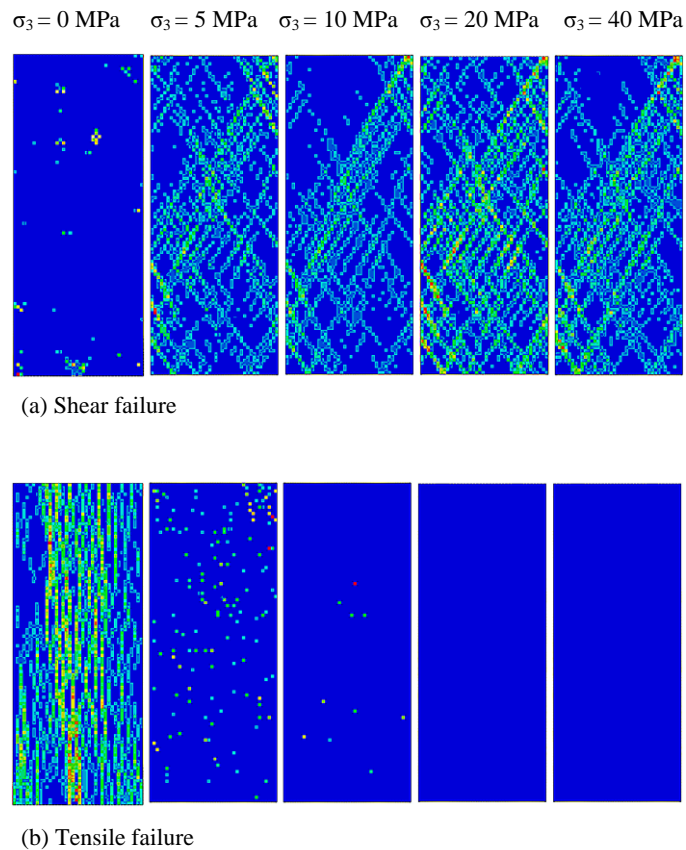 σ₃ = 0 MPa σ₃ = 5 MPa σ₃ = 10 MPa σ₃ = 20 MPa σ₃ = 40 MPa
(a) Shear failure
(b) Tensile failure